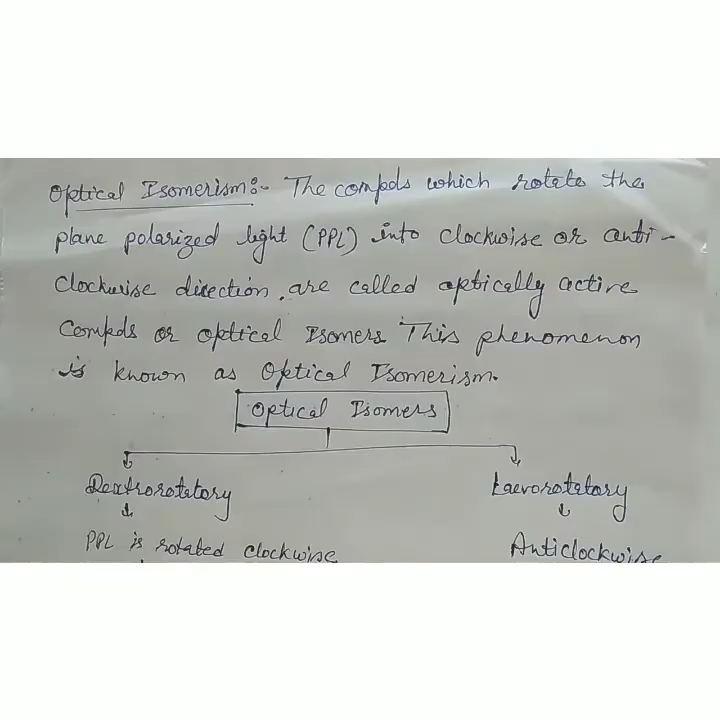 Optical Isomerism:- The compds which rotate the
plane polarized light (PPL) into clockwise or anti-
clockwise direction, are called optically active
compds or optical Isomers. This phenomenon
is known as Optical Isomerism.
Optical Isomers
Dextrorotatory Laevorotatory
PPL is rotated clockwise Anticlockwise